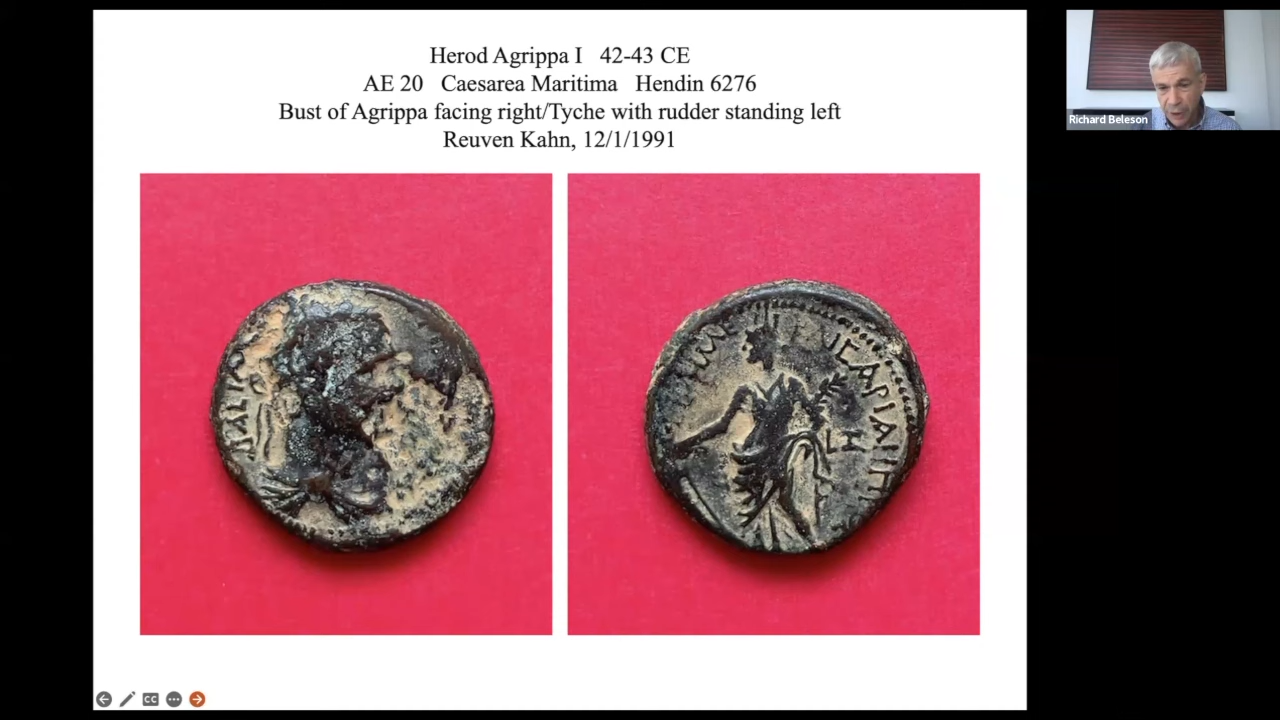 Herod Agrippa I 42-43 CE
AE 20 Caesarea Maritima Hendin 6276
Bust of Agrippa facing right/Tyche with rudder standing left
Reuven Kahn, 12/1/1991
Richard Beleson
CC